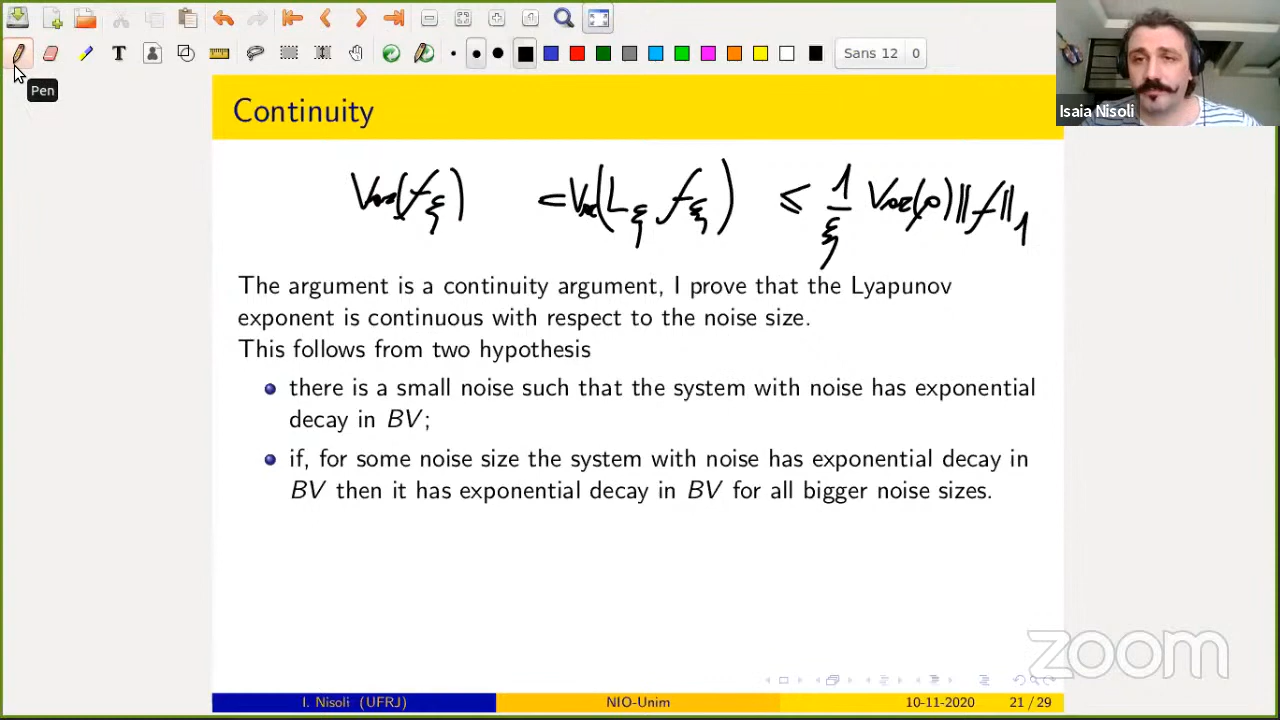 Sans 12 0
Pen
Isaia Nisoli
Continuity
Var(f_ξ) = Var(L_ξ f_ξ) ≤ 1/ξ Var(ρ)||f||_1
The argument is a continuity argument, I prove that the Lyapunov
exponent is continuous with respect to the noise size.
This follows from two hypothesis
there is a small noise such that the system with noise has exponential
decay in BV;
if, for some noise size the system with noise has exponential decay in
BV then it has exponential decay in BV for all bigger noise sizes.
zoom
I. Nisoli (UFRJ) NIO-Unim 10-11-2020 21 / 29